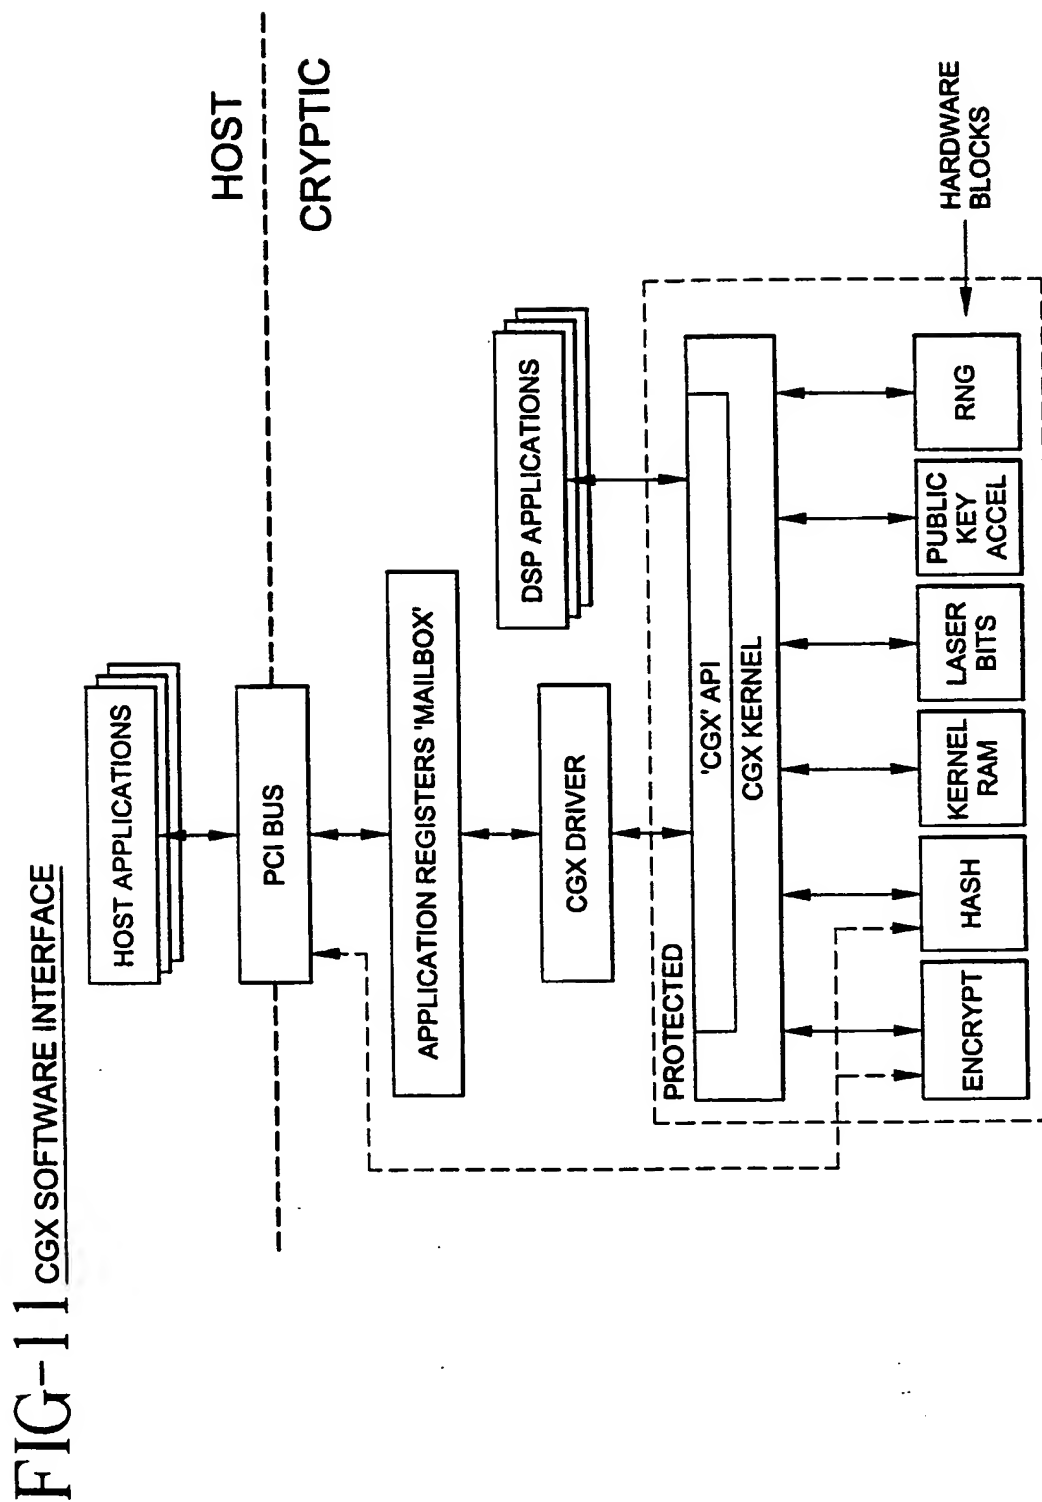 FIG-11 CGX SOFTWARE INTERFACE
HOST APPLICATIONS
HOST
PCI BUS
CRYPTIC
APPLICATION REGISTERS 'MAILBOX'
DSP APPLICATIONS
CGX DRIVER
PROTECTED
'CGX' API
CGX KERNEL
ENCRYPT
HASH
KERNEL
RAM
LASER
BITS
PUBLIC
KEY
ACCEL
RNG
HARDWARE
BLOCKS